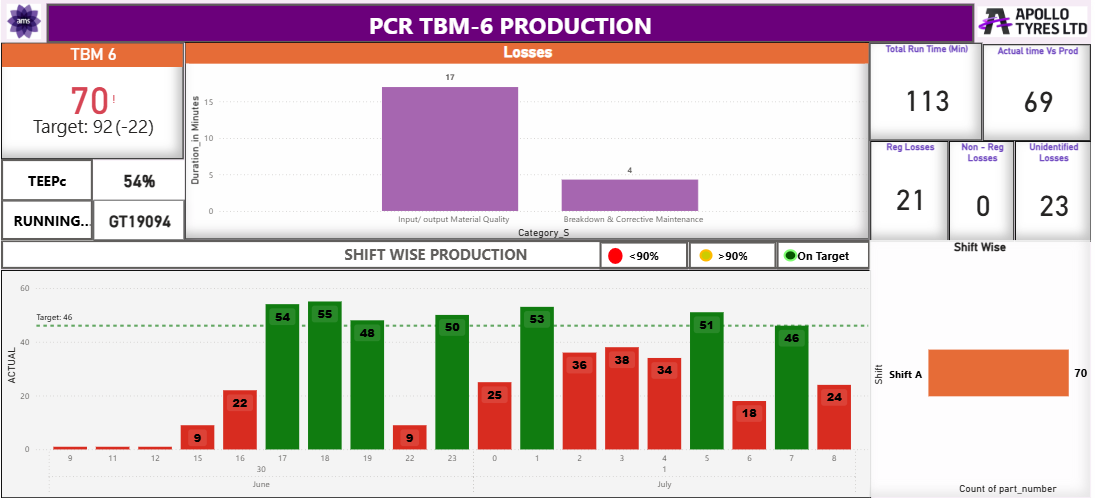 ams
PCR TBM-6 PRODUCTION
APOLLO
TYRES LTD
TBM 6
70!
Target: 92 (-22)
TEEPc
54%
RUNNING...
GT19094
Losses
Duration_in Minutes
15
10
5
0
17
4
Input/ output Material Quality
Breakdown & Corrective Maintenance
Category_S
Total Run Time (Min)
113
Actual time Vs Prod
69
Reg Losses
21
Non - Reg
Losses
0
Unidentified
Losses
23
SHIFT WISE PRODUCTION
<90%
>90%
On Target
ACTUAL
60
40
20
0
Target: 46
9
22
54
55
48
9
50
25
53
36
38
34
51
18
46
24
9 11 12 15 16 17 18 19 22 23 0 1 2 3 4 5 6 7 8
30 1
June July
Shift Wise
Shift
Shift A
70
Count of part_number